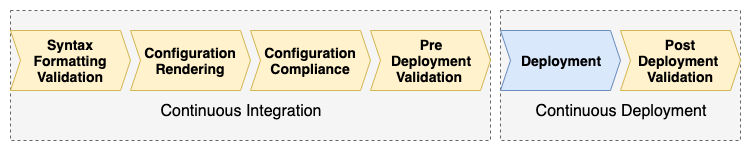 Syntax
Formatting
Validation
Configuration
Rendering
Configuration
Compliance
Pre
Deployment
Validation
Continuous Integration
Deployment
Post
Deployment
Validation
Continuous Deployment